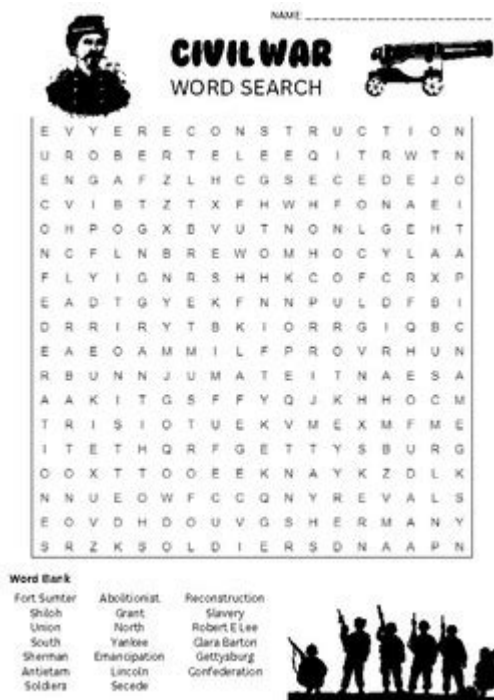 NAME:
CIVIL WAR
WORD SEARCH
E V Y E R E C O N S T R U C T I O N
U R O B E R T E L E E Q I T R W T N
E N G A F Z L H C G S E C E D E J O
C V I B T Z T X F H W H F O N A E I
O H P O G X B V U T N O N L G E H T
N C F L N B R E W O M H O C Y L A A
F L Y I G N R S H H K C O F C R X P
E A D T G Y E K F N N P U L D F B I
D R R I R Y T B K I O R R G I Q B C
E A E O A M M I L F P R O V R H U N
R B U N N J U M A T E I T N A E S A
A A K I T G S F F Y Q J K H H O C M
T R I S I O T U E K V M E X M F M E
I T E T H Q R F G E T T Y S B U R G
O O X T T O O E E K N A Y K Z D L K
N N U E O W F C C Q N Y R E V A L S
E O V D H D O U V G S H E R M A N Y
S R Z K S O L D I E R S D N A A P N
Word Bank
Fort Sumter Abolitionist Reconstruction
Shiloh Grant Slavery
Union North Robert E Lee
South Yankee Clara Barton
Sherman Emancipation Gettysburg
Antietam Lincoln Confederation
Soldiers Secede